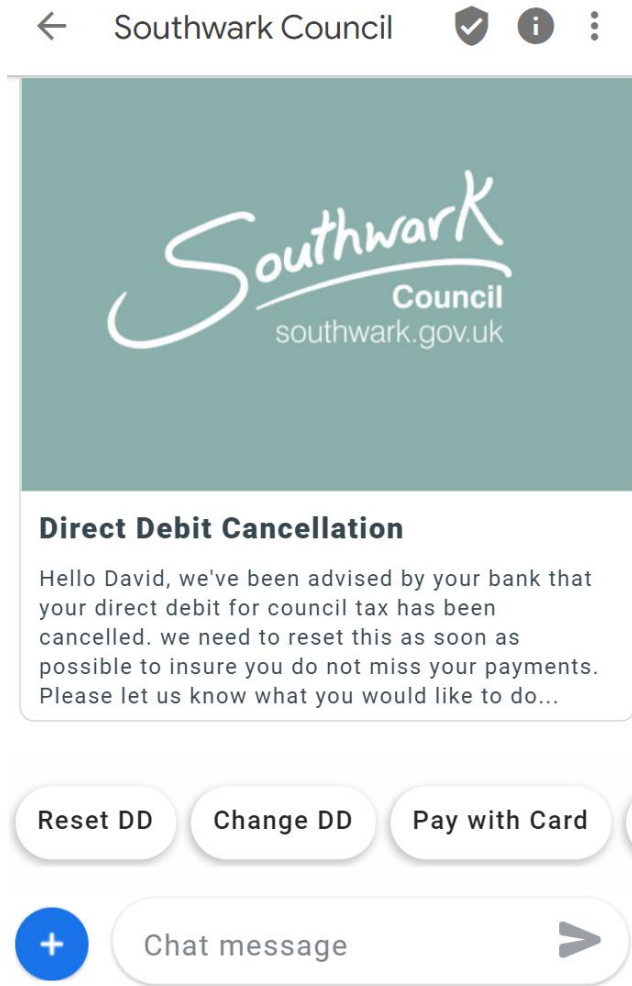 Southwark Council
Southwark
Council
southwark.gov.uk
Direct Debit Cancellation
Hello David, we've been advised by your bank that
your direct debit for council tax has been
cancelled. we need to reset this as soon as
possible to insure you do not miss your payments.
Please let us know what you would like to do...
Reset DD
Change DD
Pay with Card
Chat message